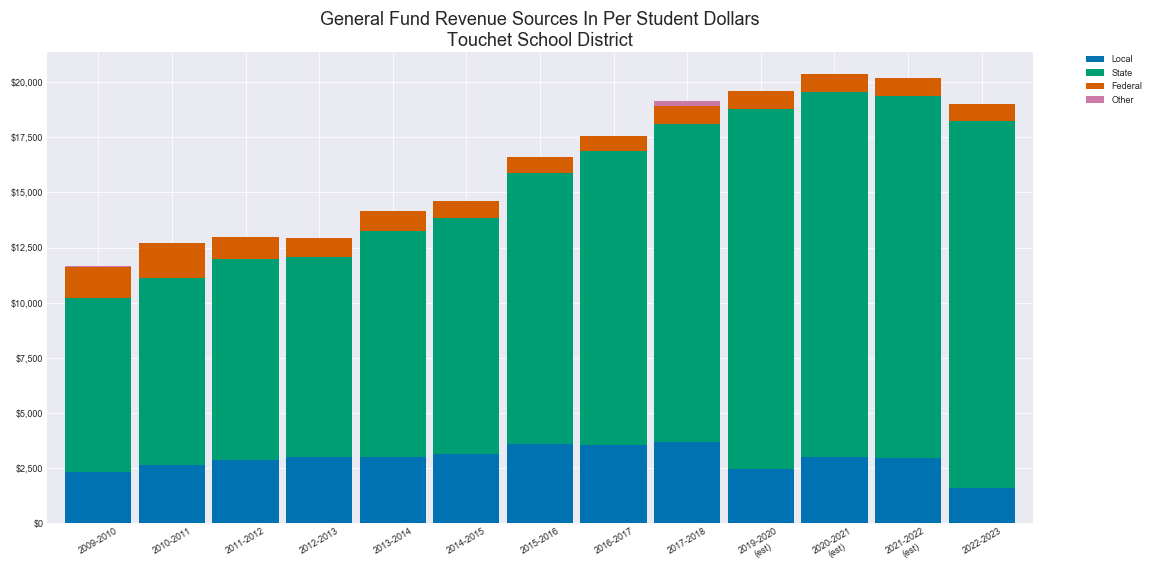 General Fund Revenue Sources In Per Student Dollars
Touchet School District
Local
State
Federal
Other
$20,000
$17,500
$15,000
$12,500
$10,000
$7,500
$5,000
$2,500
$0
2009-2010
2010-2011
2011-2012
2012-2013
2013-2014
2014-2015
2015-2016
2016-2017
2017-2018
2019-2020
(est)
2020-2021
(est)
2021-2022
(est)
2022-2023